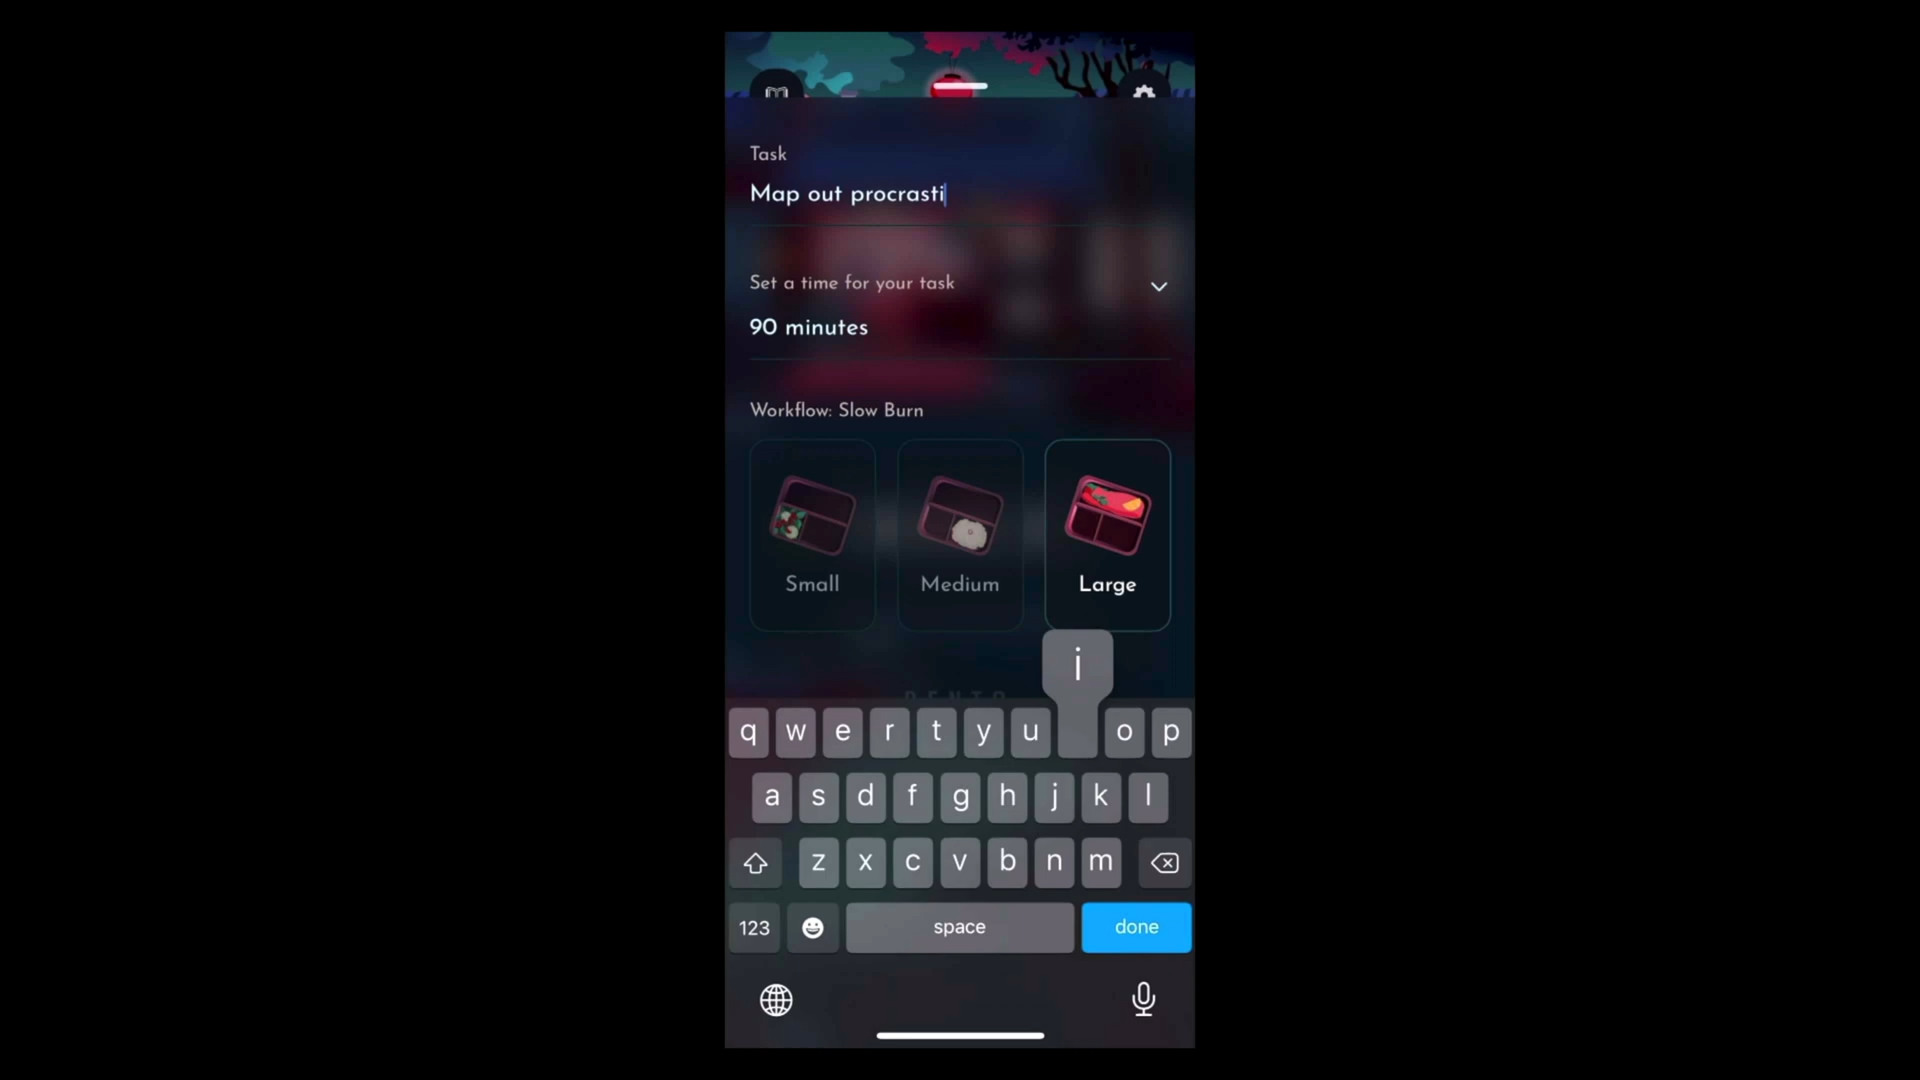 Task
Map out procrasti
Set a time for your task
90 minutes
Workflow: Slow Burn
Small Medium Large
i
q w e r t y u o p
a s d f g h j k l
z x c v b n m
123 space done